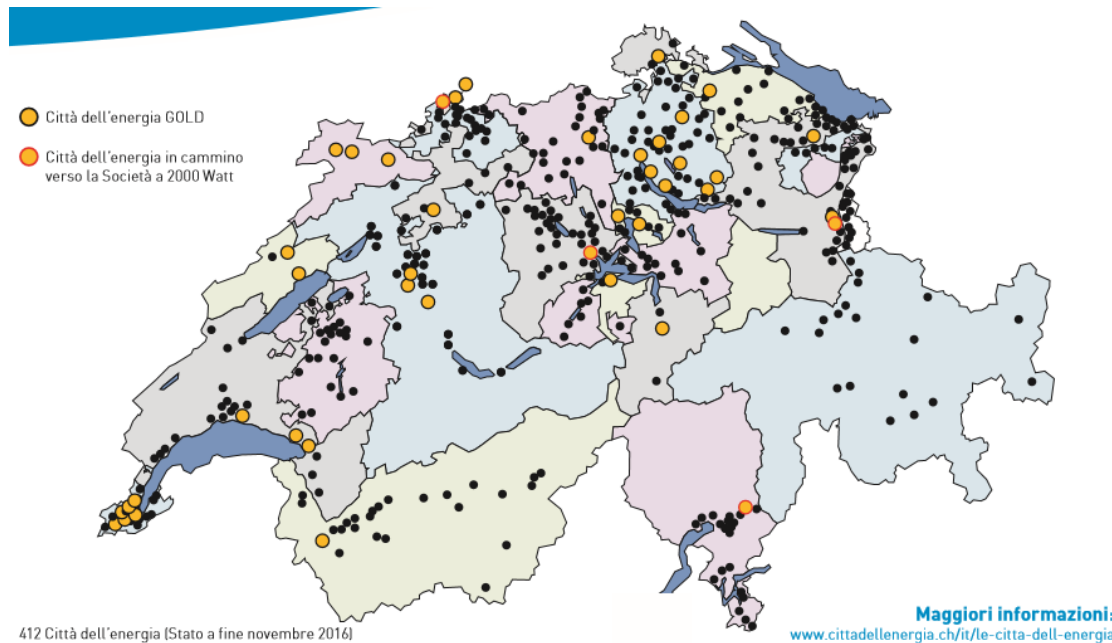 Città dell'energia GOLD
Città dell'energia in cammino
verso la Società a 2000 Watt
412 Città dell'energia (Stato a fine novembre 2016)
Maggiori informazioni:
www.cittadellenergia.ch/it/le-citta-dell-energia